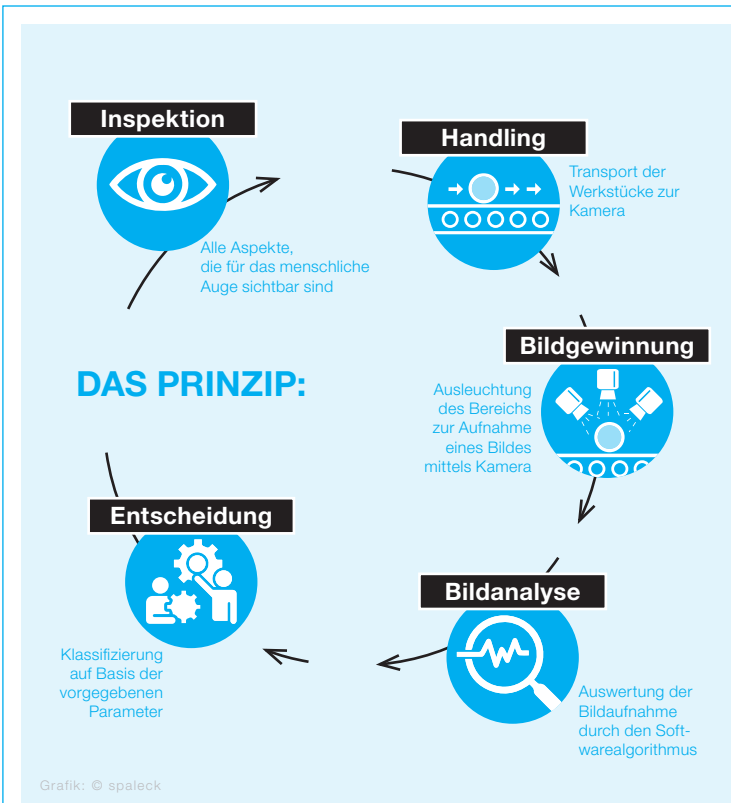 Inspektion
Alle Aspekte,
die für das menschliche
Auge sichtbar sind
Handling
Transport der
Werkstücke zur
Kamera
DAS PRINZIP:
Bildgewinnung
Ausleuchtung
des Bereichs
zur Aufnahme
eines Bildes
mittels Kamera
Bildanalyse
Auswertung der
Bildaufnahme
durch den Soft-
warealgorithmus
Entscheidung
Klassifizierung
auf Basis der
vorgegebenen
Parameter
Grafik: © spaleck